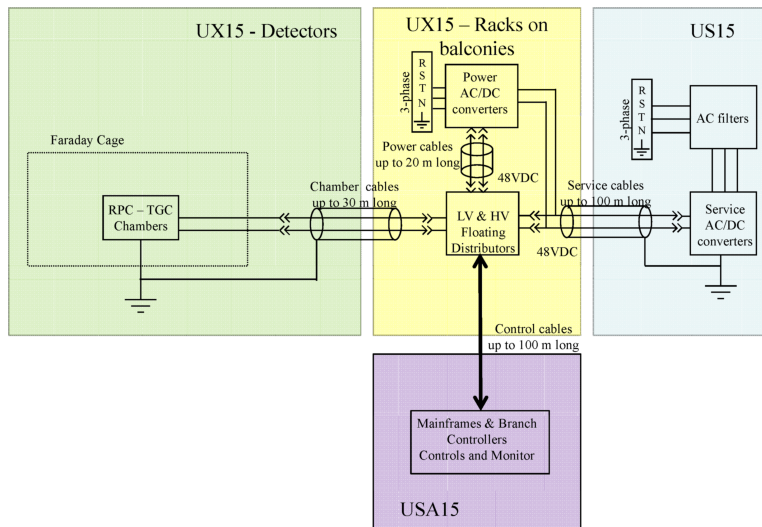 UX15 - Detectors
Faraday Cage
RPC – TGC
Chambers
Chamber cables
up to 30 m long
UX15 – Racks on
balconies
3-phase
R
S
T
N
Power
AC/DC
converters
Power cables
up to 20 m long
48VDC
LV & HV
Floating
Distributors
48VDC
Service cables
up to 100 m long
US15
3-phase
R
S
T
N
AC filters
Service
AC/DC
converters
Control cables
up to 100 m long
Mainframes & Branch
Controllers
Controls and Monitor
USA15